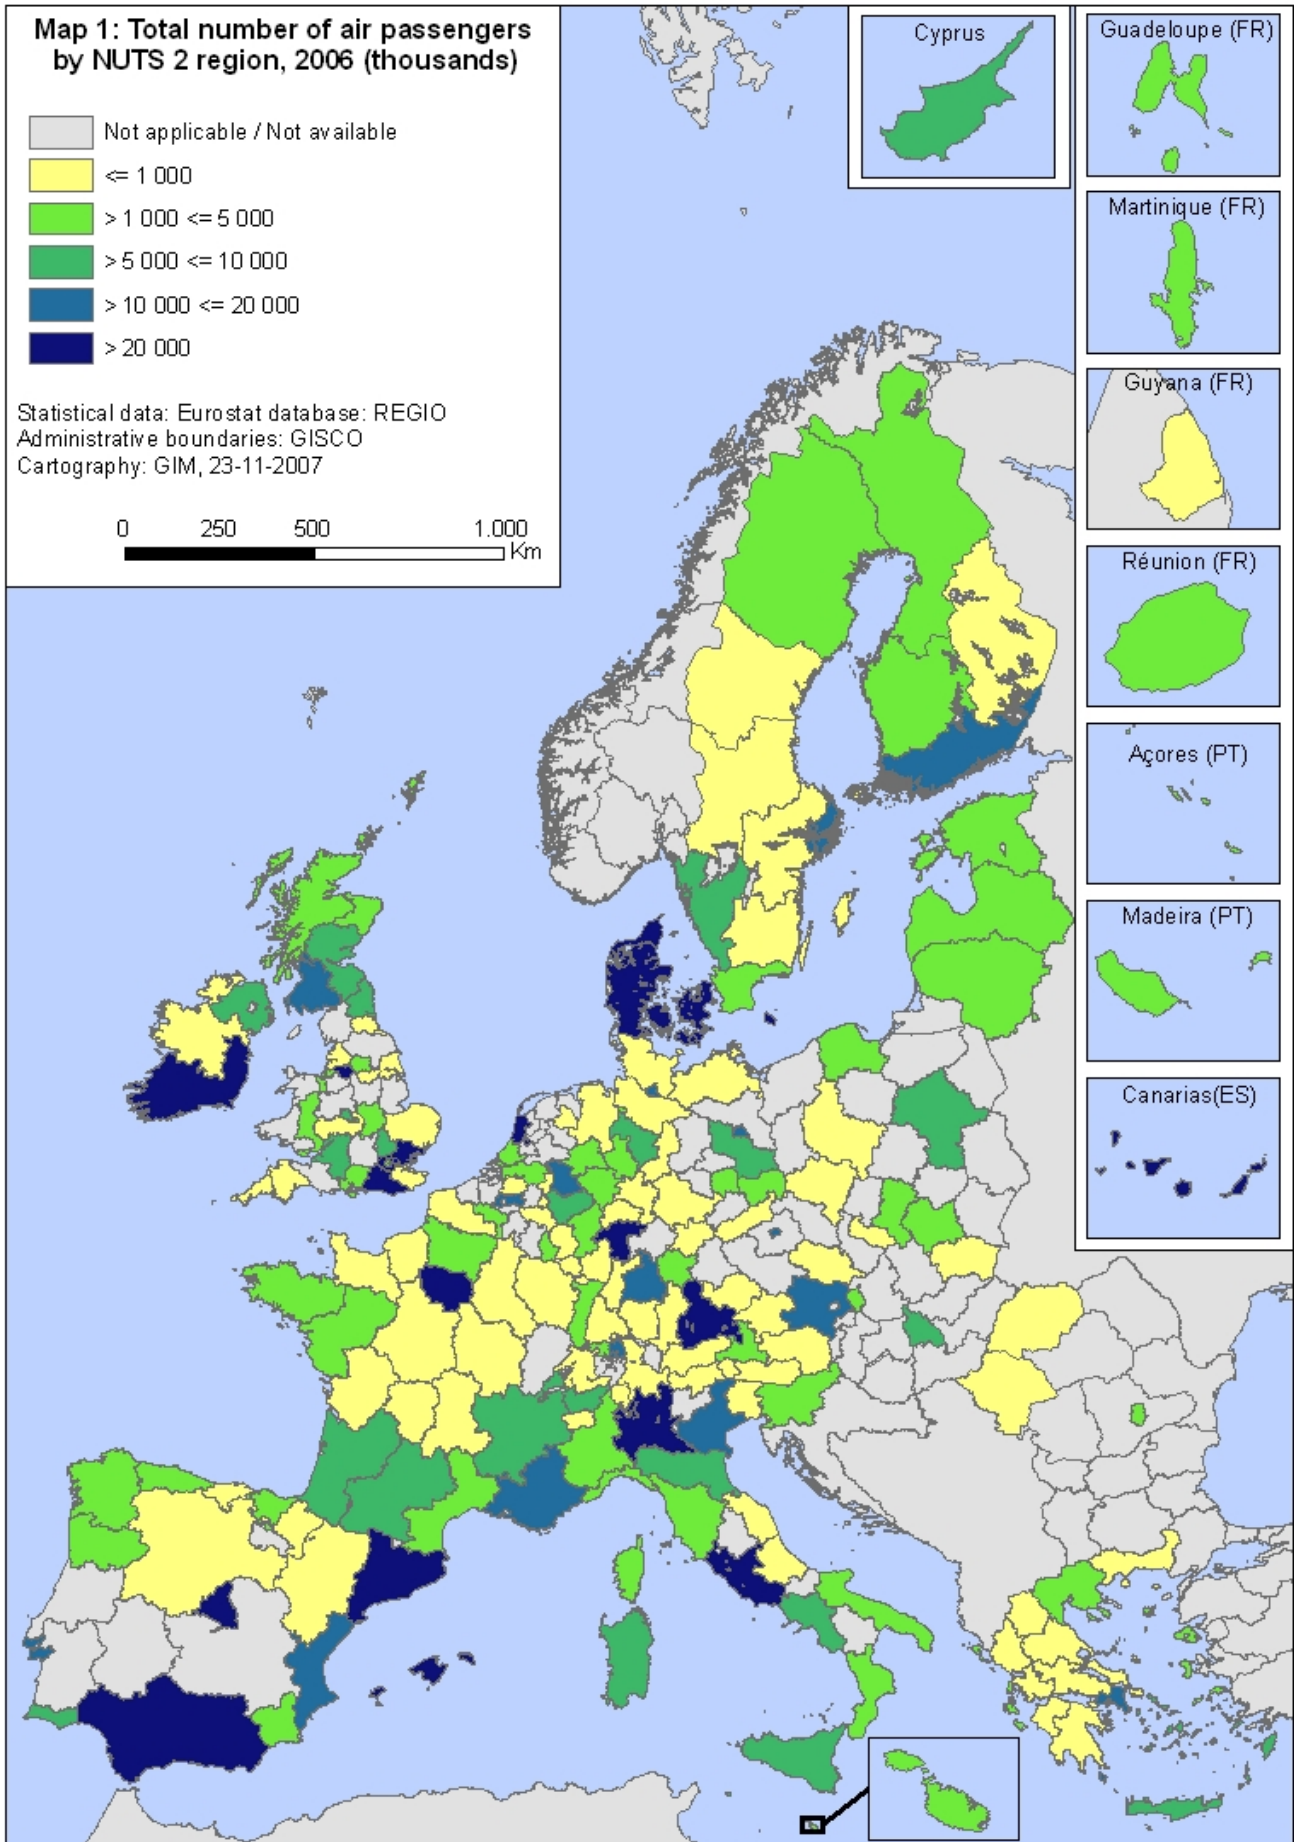 Map 1: Total number of air passengers
by NUTS 2 region, 2006 (thousands)
Not applicable / Not available
<= 1 000
> 1 000 <= 5 000
> 5 000 <= 10 000
> 10 000 <= 20 000
> 20 000
Statistical data: Eurostat database: REGIO
Administrative boundaries: GISCO
Cartography: GIM, 23-11-2007
0 250 500 1.000
Km
Cyprus
Guadeloupe (FR)
Martinique (FR)
Guyana (FR)
Réunion (FR)
Açores (PT)
Madeira (PT)
Canarias(ES)